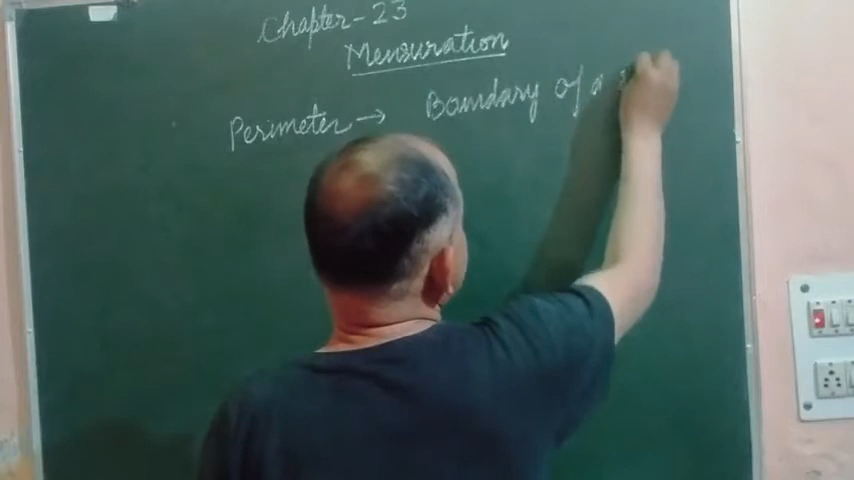 Chapter-23
Mensuration
Perimeter → Boundary of a